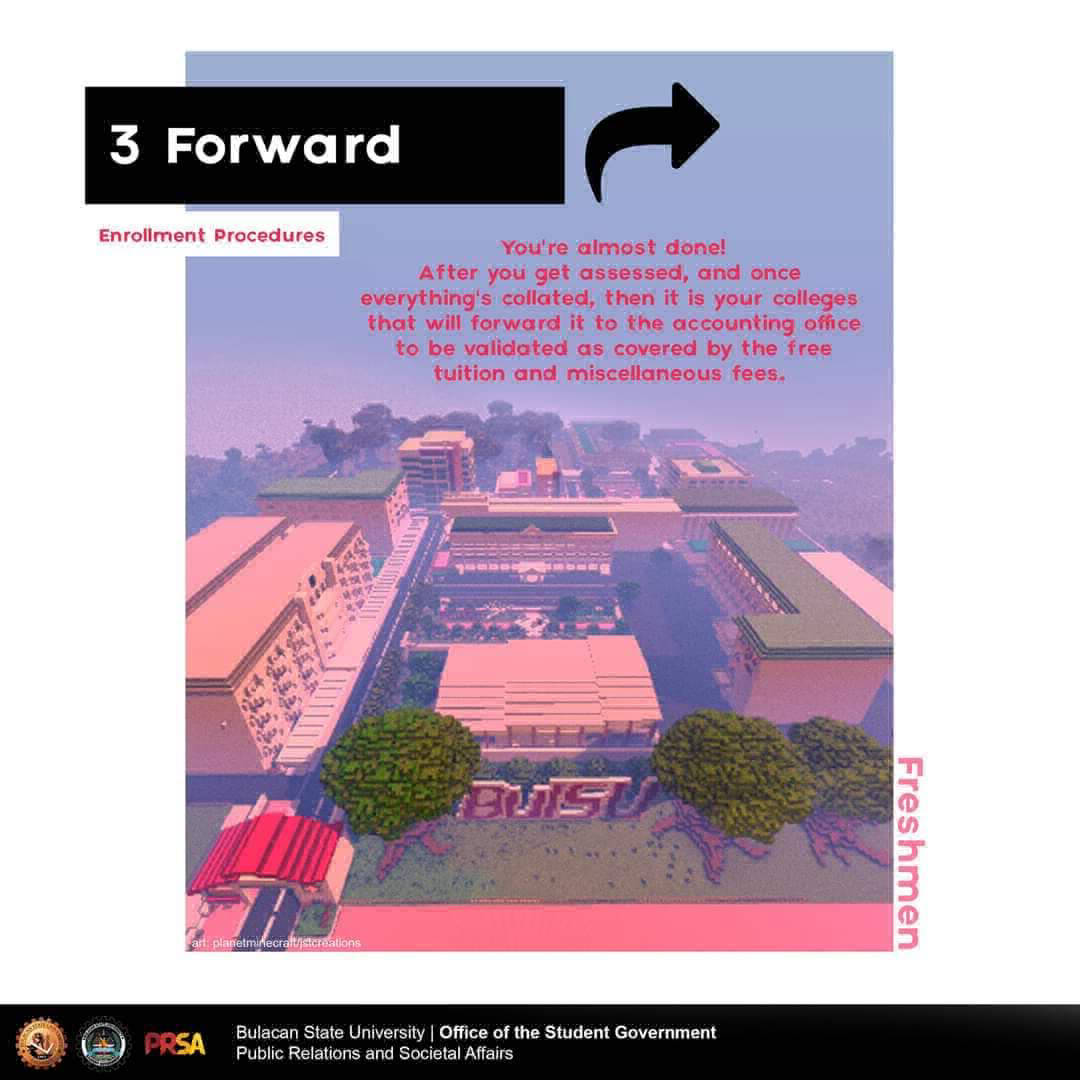 3 Forward
Enrollment Procedures
You're almost done!
After you get assessed, and once
everything's collated, then it is your colleges
that will forward it to the accounting office
to be validated as covered by the free
tuition and miscellaneous fees.
BulSU
Freshmen
art: planetminecraft/jstcreations
PRSA
Bulacan State University | Office of the Student Government
Public Relations and Societal Affairs